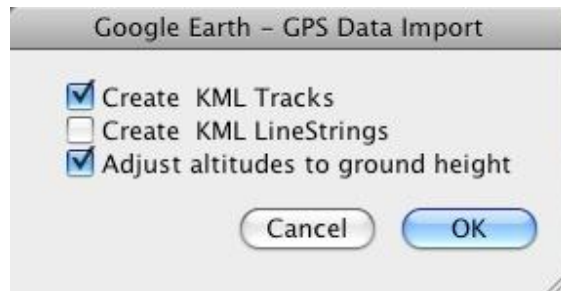 Google Earth – GPS Data Import
Create KML Tracks
Create KML LineStrings
Adjust altitudes to ground height
Cancel OK